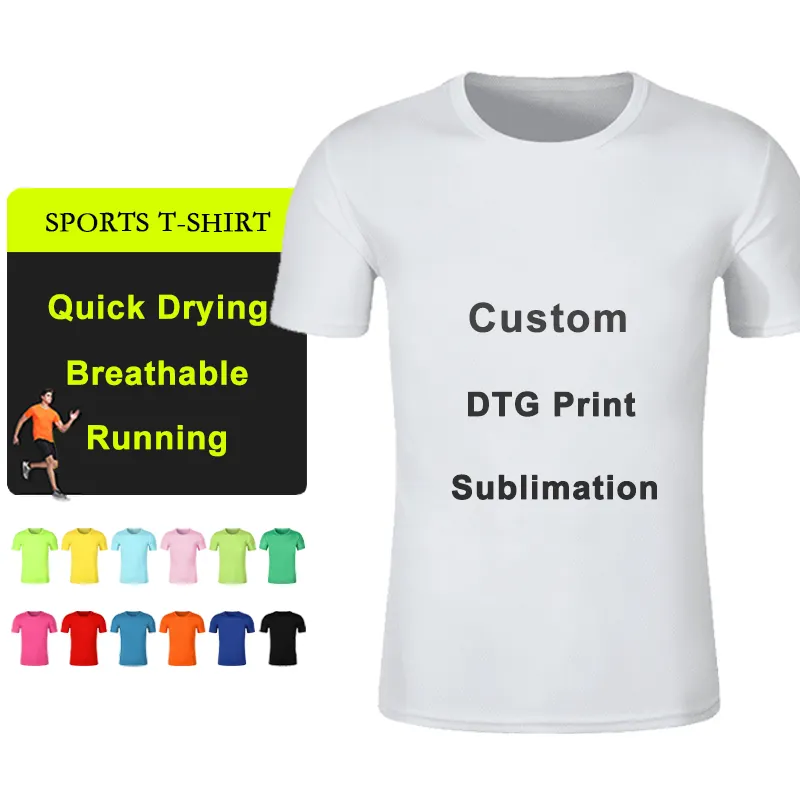 SPORTS T-SHIRT
Quick Drying
Breathable
Running
Custom
DTG Print
Sublimation